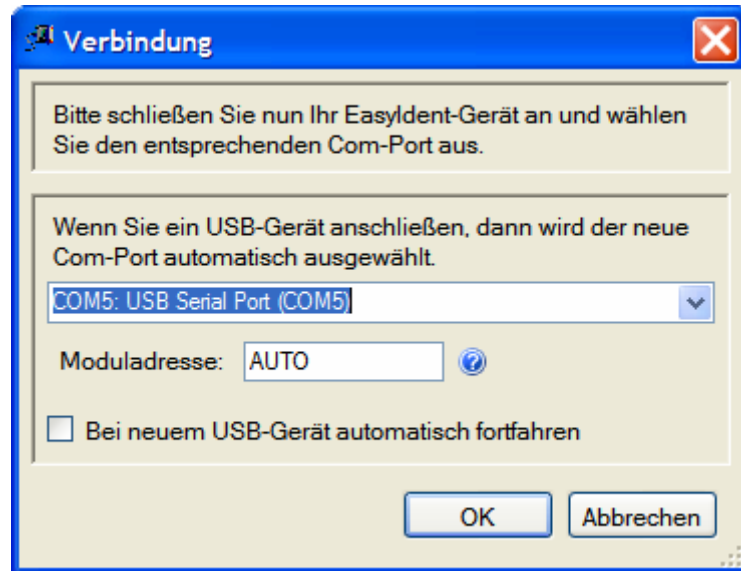 Verbindung
Bitte schließen Sie nun Ihr EasyIdent-Gerät an und wählen
Sie den entsprechenden Com-Port aus.
Wenn Sie ein USB-Gerät anschließen, dann wird der neue
Com-Port automatisch ausgewählt.
COM5: USB Serial Port (COM5)
Moduladresse: AUTO ?
Bei neuem USB-Gerät automatisch fortfahren
OK Abbrechen